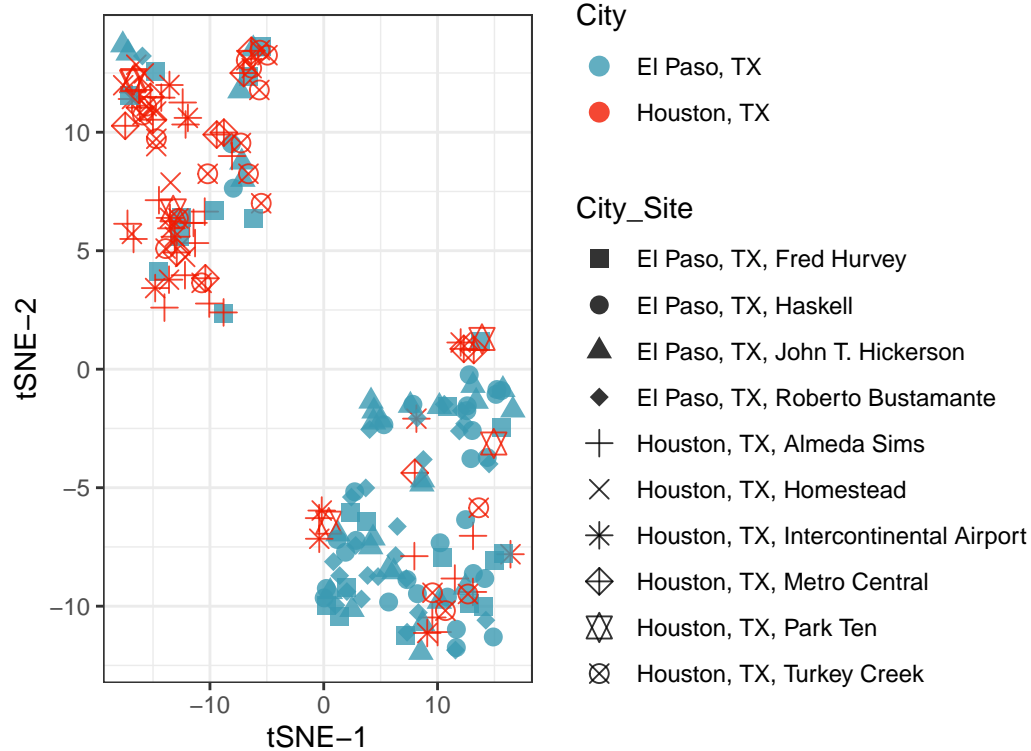 City
El Paso, TX
Houston, TX
City_Site
El Paso, TX, Fred Hurvey
El Paso, TX, Haskell
El Paso, TX, John T. Hickerson
El Paso, TX, Roberto Bustamante
Houston, TX, Almeda Sims
Houston, TX, Homestead
Houston, TX, Intercontinental Airport
Houston, TX, Metro Central
Houston, TX, Park Ten
Houston, TX, Turkey Creek
tSNE−2
10
5
0
−5
−10
−10 0 10
tSNE−1